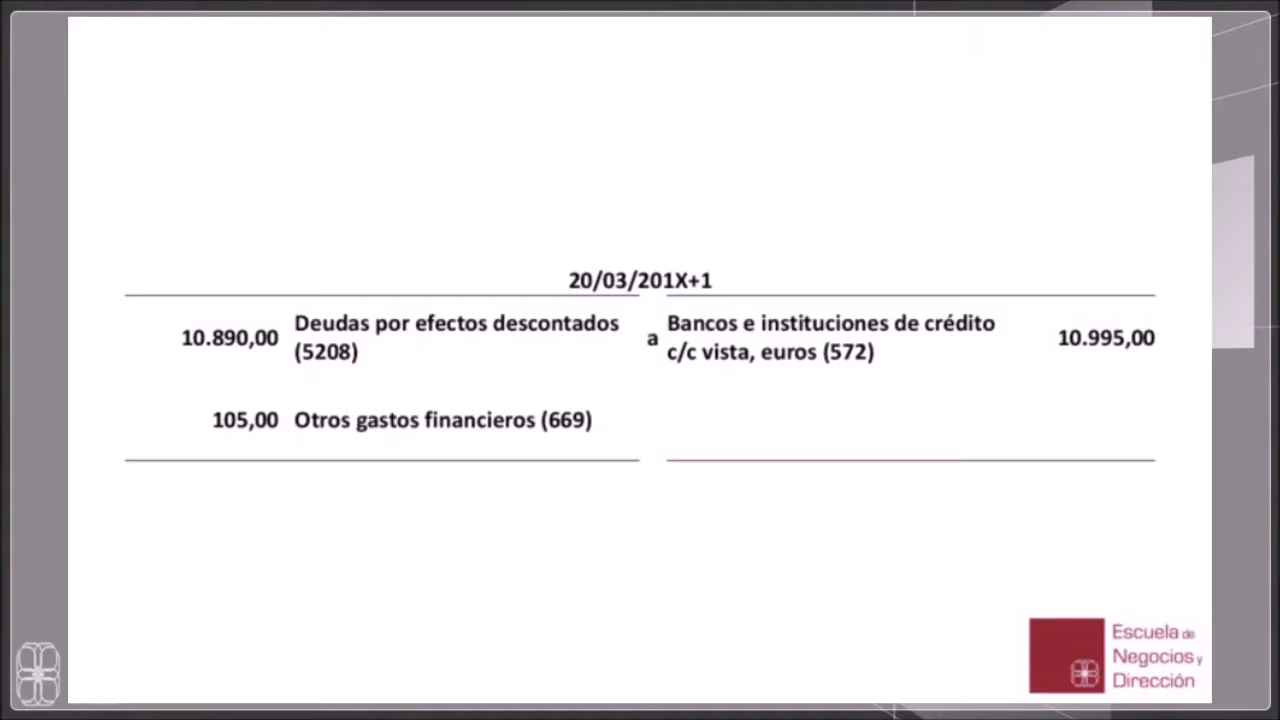 20/03/201X+1
10.890,00 Deudas por efectos descontados (5208) a Bancos e instituciones de crédito c/c vista, euros (572) 10.995,00
105,00 Otros gastos financieros (669)
Escuela de
Negocios y
Dirección